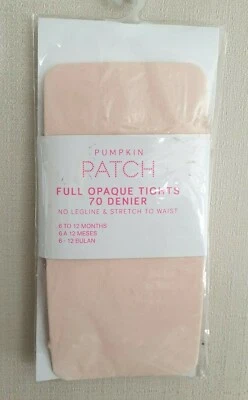 PUMPKIN
PATCH
FULL OPAQUE TIGHTS
70 DENIER
NO LEGLINE & STRETCH TO WAIST
6 TO 12 MONTHS
6 A 12 MESES
6 - 12 BULAN